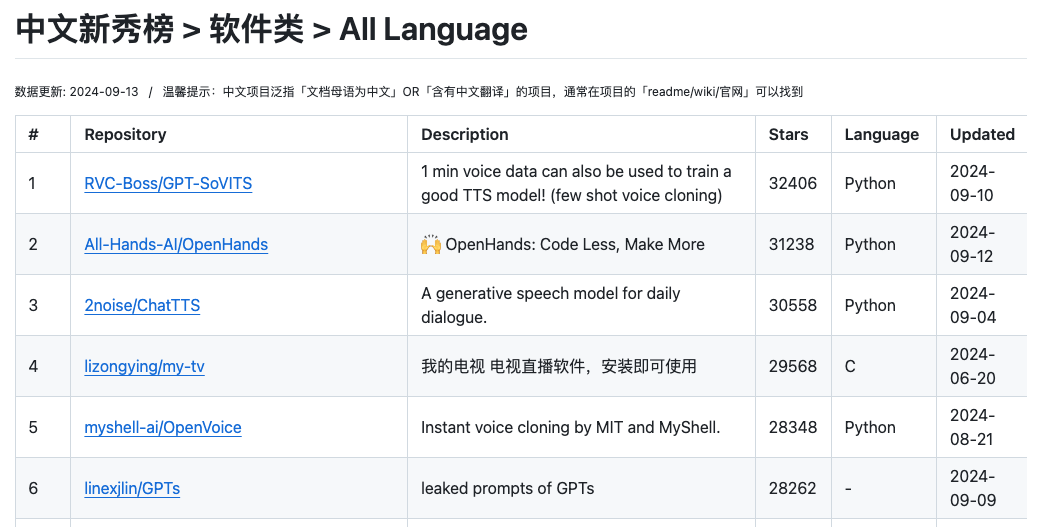 中文新秀榜 > 软件类 > All Language
数据更新: 2024-09-13 / 温馨提示：中文项目泛指「文档母语为中文」OR「含有中文翻译」的项目，通常在项目的「readme/wiki/官网」可以找到
# Repository Description Stars Language Updated
1 RVC-Boss/GPT-SoVITS 1 min voice data can also be used to train a good TTS model! (few shot voice cloning) 32406 Python 2024-09-10
2 All-Hands-AI/OpenHands 🙌 OpenHands: Code Less, Make More 31238 Python 2024-09-12
3 2noise/ChatTTS A generative speech model for daily dialogue. 30558 Python 2024-09-04
4 lizongying/my-tv 我的电视 电视直播软件，安装即可使用 29568 C 2024-06-20
5 myshell-ai/OpenVoice Instant voice cloning by MIT and MyShell. 28348 Python 2024-08-21
6 linexjlin/GPTs leaked prompts of GPTs 28262 - 2024-09-09